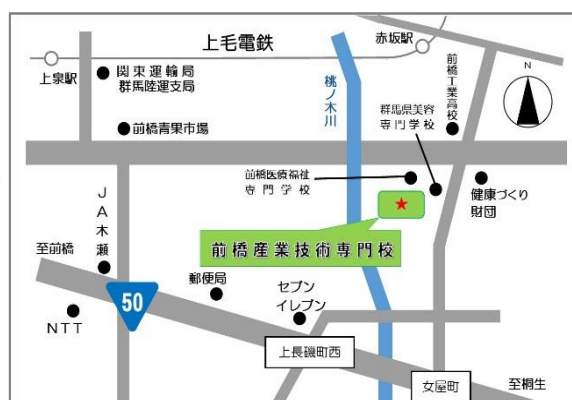 上毛電鉄
赤坂駅
上泉駅
関東運輸局
群馬陸運支局
桃ノ木川
前橋工業高校
N
群馬県美容
専門学校
前橋青果市場
前橋医療福祉
専門学校
健康づくり
財団
JA木瀬
至前橋
前橋産業技術専門校
郵便局
セブン
イレブン
50
NTT
上長磯町西
女屋町
至桐生